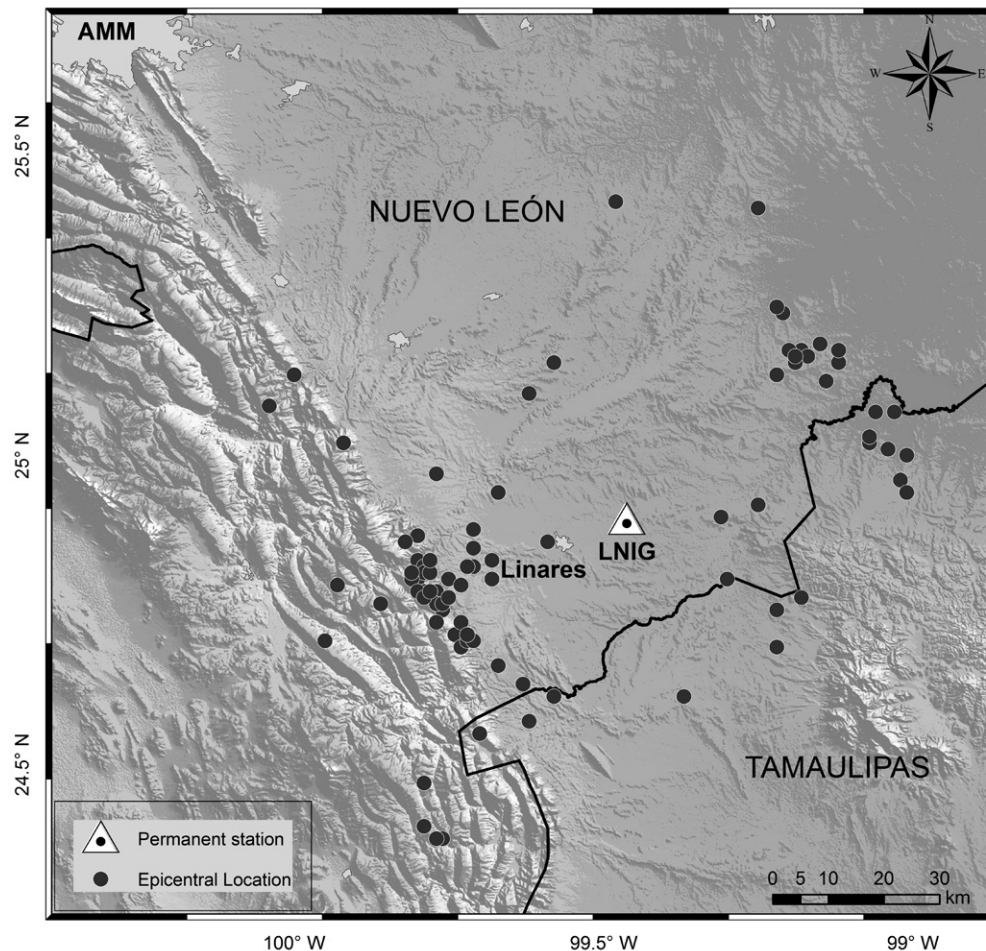 AMM
N
W
E
S
25.5° N
NUEVO LEÓN
25° N
LNIG
Linares
24.5° N
TAMAULIPAS
Permanent station
Epicentral Location
0 5 10 20 30
km
100° W
99.5° W
99° W